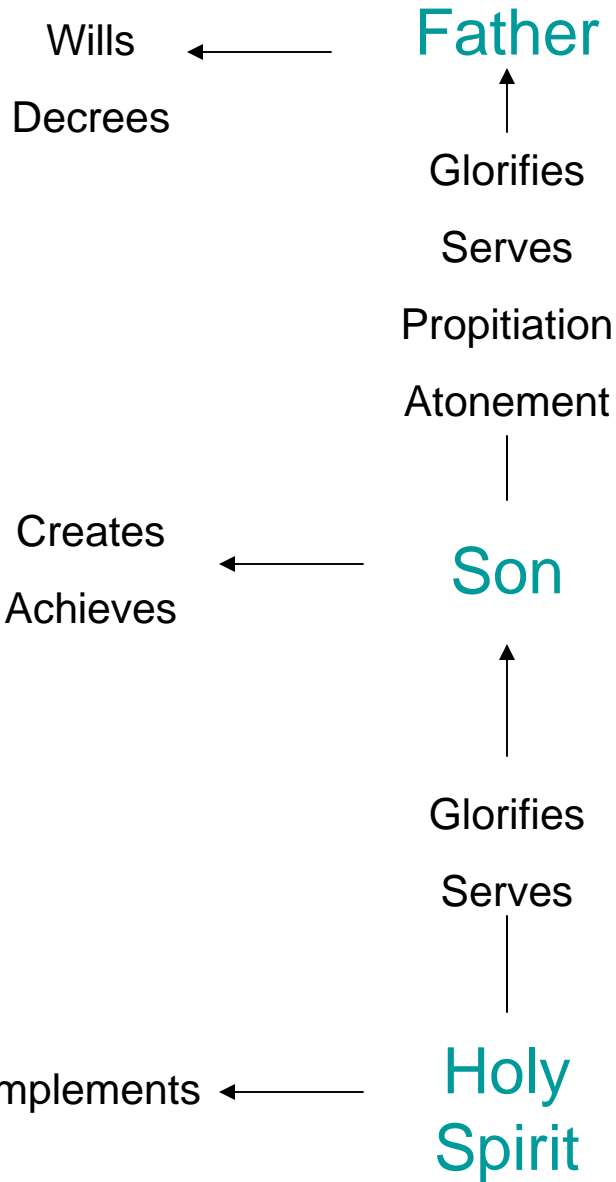 Wills
Decrees
Father
Glorifies
Serves
Propitiation
Atonement
Creates
Achieves
Son
Glorifies
Serves
mplements
Holy
Spirit